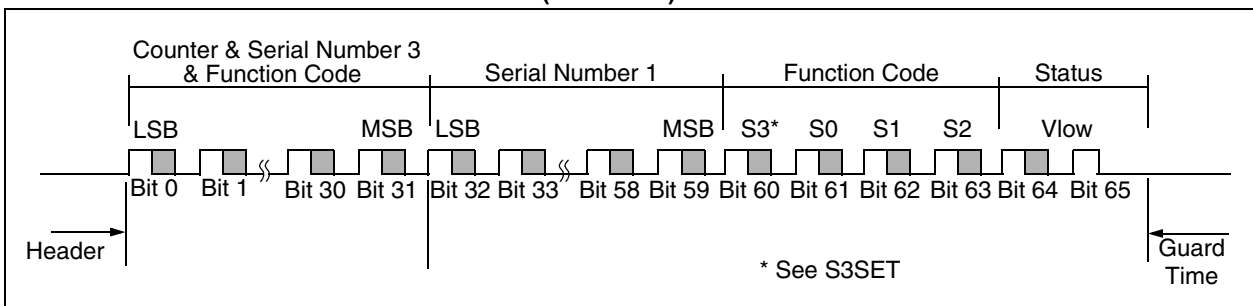 Counter & Serial Number 3
& Function Code
Serial Number 1
Function Code
Status
LSB
MSB
LSB
MSB
S3*
S0
S1
S2
Vlow
Bit 0
Bit 1
Bit 30
Bit 31
Bit 32
Bit 33
Bit 58
Bit 59
Bit 60
Bit 61
Bit 62
Bit 63
Bit 64
Bit 65
Header
Guard
Time
* See S3SET